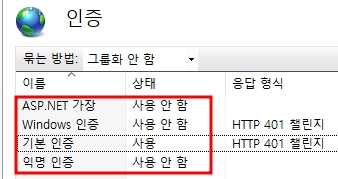 인증
묶는 방법: 그룹화 안 함
이름 상태 응답 형식
ASP.NET 가장 사용 안 함
Windows 인증 사용 안 함 HTTP 401 챌린지
기본 인증 사용 HTTP 401 챌린지
익명 인증 사용 안 함